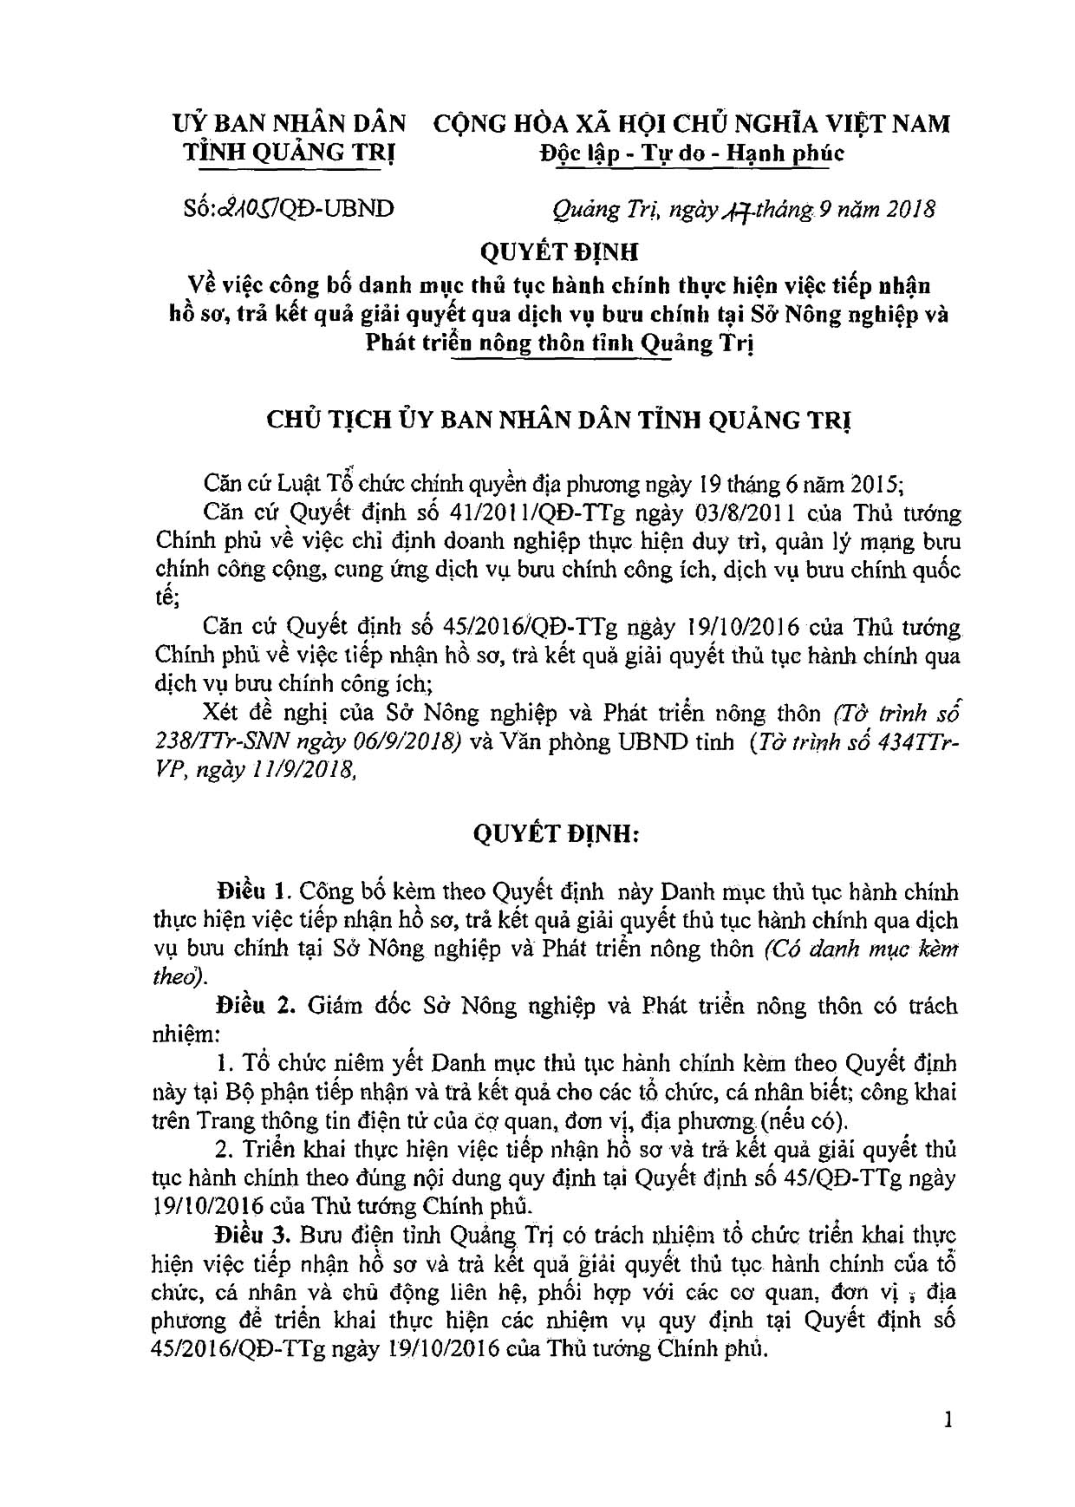 UỶ BAN NHÂN DÂN CỘNG HÒA XÃ HỘI CHỦ NGHĨA VIỆT NAM
TỈNH QUẢNG TRỊ Độc lập - Tự do - Hạnh phúc
Số:2105/QĐ-UBND Quảng Trị, ngày 17 tháng 9 năm 2018
QUYẾT ĐỊNH
Về việc công bố danh mục thủ tục hành chính thực hiện việc tiếp nhận
hồ sơ, trả kết quả giải quyết qua dịch vụ bưu chính tại Sở Nông nghiệp và
Phát triển nông thôn tỉnh Quảng Trị
CHỦ TỊCH ỦY BAN NHÂN DÂN TỈNH QUẢNG TRỊ
Căn cứ Luật Tổ chức chính quyền địa phương ngày 19 tháng 6 năm 2015;
Căn cứ Quyết định số 41/2011/QĐ-TTg ngày 03/8/2011 của Thủ tướng
Chính phủ về việc chỉ định doanh nghiệp thực hiện duy trì, quản lý mạng bưu
chính công cộng, cung ứng dịch vụ bưu chính công ích, dịch vụ bưu chính quốc
tế;
Căn cứ Quyết định số 45/2016/QĐ-TTg ngày 19/10/2016 của Thủ tướng
Chính phủ về việc tiếp nhận hồ sơ, trả kết quả giải quyết thủ tục hành chính qua
dịch vụ bưu chính công ích;
Xét đề nghị của Sở Nông nghiệp và Phát triển nông thôn (Tờ trình số
238/TTr-SNN ngày 06/9/2018) và Văn phòng UBND tỉnh (Tờ trình số 434TTr-
VP, ngày 11/9/2018,
QUYẾT ĐỊNH:
Điều 1. Công bố kèm theo Quyết định này Danh mục thủ tục hành chính
thực hiện việc tiếp nhận hồ sơ, trả kết quả giải quyết thủ tục hành chính qua dịch
vụ bưu chính tại Sở Nông nghiệp và Phát triển nông thôn (Có danh mục kèm
theo).
Điều 2. Giám đốc Sở Nông nghiệp và Phát triển nông thôn có trách
nhiệm:
1. Tổ chức niêm yết Danh mục thủ tục hành chính kèm theo Quyết định
này tại Bộ phận tiếp nhận và trả kết quả cho các tổ chức, cá nhân biết; công khai
trên Trang thông tin điện tử của cơ quan, đơn vị, địa phương (nếu có).
2. Triển khai thực hiện việc tiếp nhận hồ sơ và trả kết quả giải quyết thủ
tục hành chính theo đúng nội dung quy định tại Quyết định số 45/QĐ-TTg ngày
19/10/2016 của Thủ tướng Chính phủ.
Điều 3. Bưu điện tỉnh Quảng Trị có trách nhiệm tổ chức triển khai thực
hiện việc tiếp nhận hồ sơ và trả kết quả giải quyết thủ tục hành chính của tổ
chức, cá nhân và chủ động liên hệ, phối hợp với các cơ quan, đơn vị , địa
phương để triển khai thực hiện các nhiệm vụ quy định tại Quyết định số
45/2016/QĐ-TTg ngày 19/10/2016 của Thủ tướng Chính phủ.
1